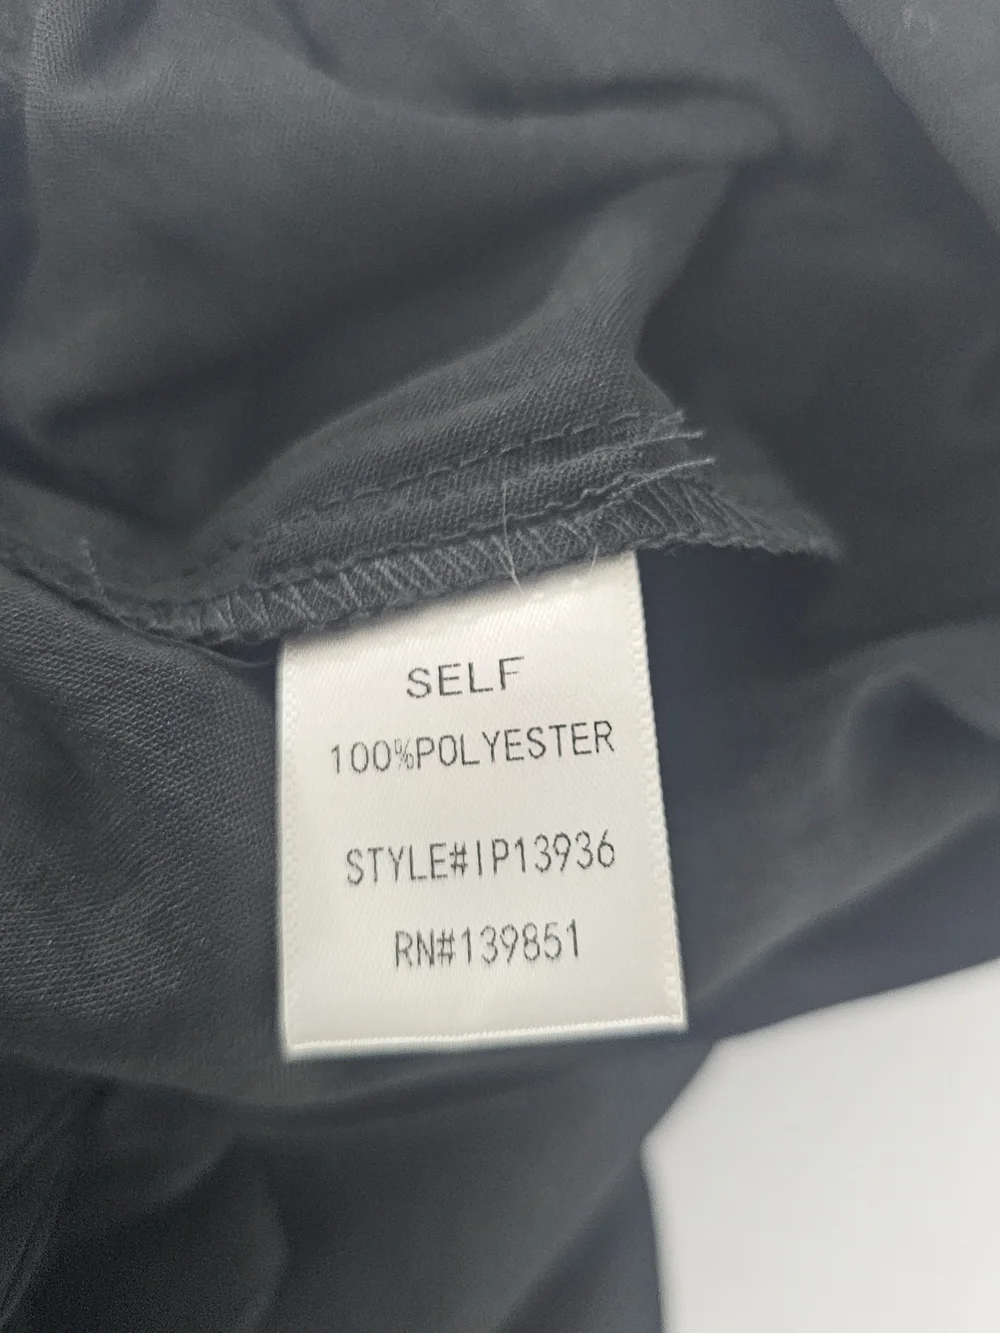 SELF
100%POLYESTER
STYLE#IP13936
RN#139851